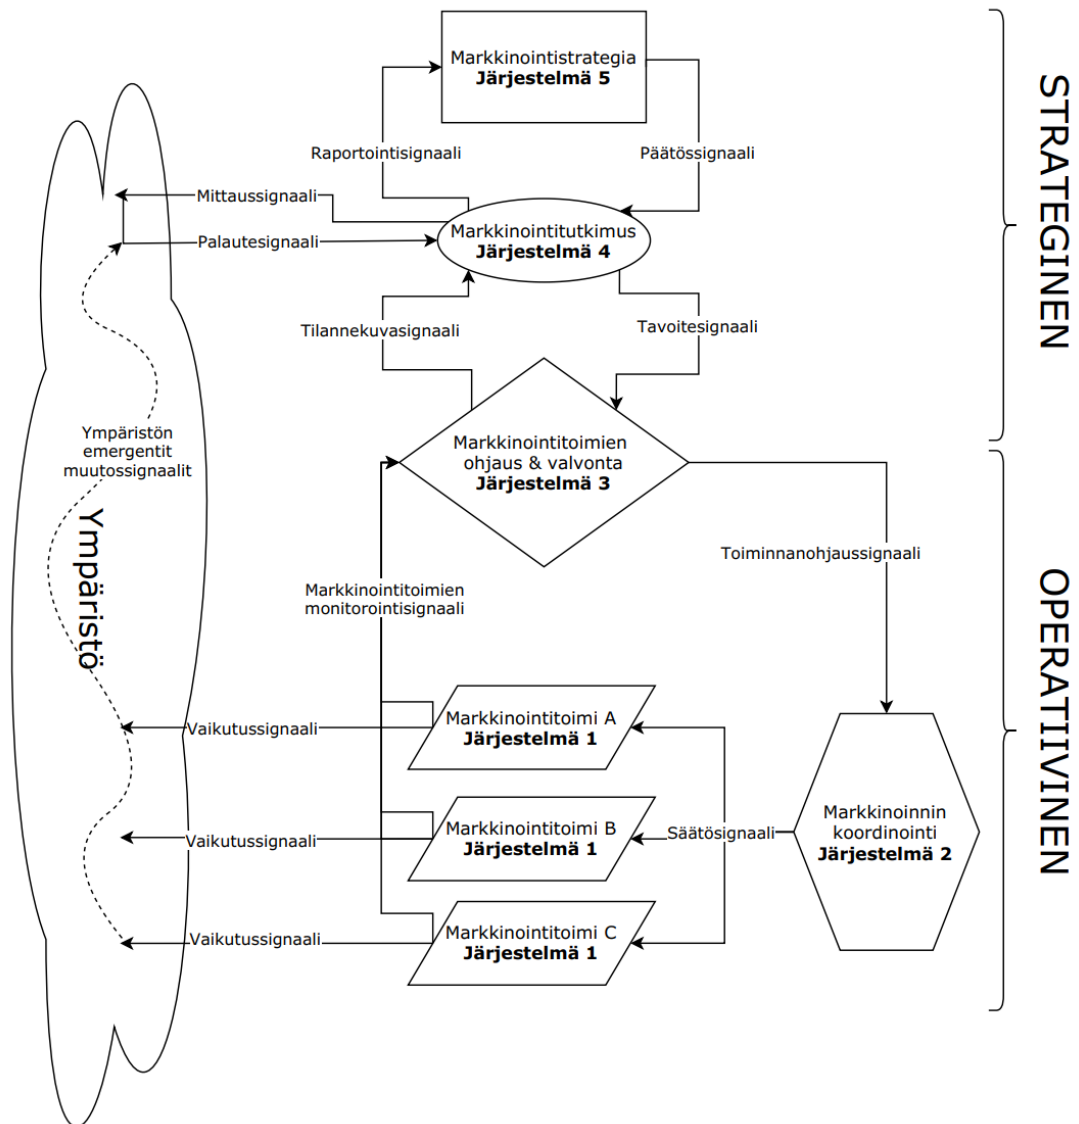 Markkinointistrategia
Järjestelmä 5
STRATEGINEN
Raportointisignaali
Päätössignaali
Mittaussignaali
Markkinointitutkimus
Järjestelmä 4
Palautesignaali
Tilannekuvasignaali
Tavoitesignaali
Ympäristön
emergentit
muutossignaalit
Markkinointitoimien
ohjaus & valvonta
Järjestelmä 3
Ympäristö
Toiminnanohjaussignaali
Markkinointitoimien
monitorointisignaali
OPERATIIVINEN
Vaikutussignaali
Markkinointitoimi A
Järjestelmä 1
Vaikutussignaali
Markkinointitoimi B
Järjestelmä 1
Säätösignaali
Markkinoinnin
koordinointi
Järjestelmä 2
Vaikutussignaali
Markkinointitoimi C
Järjestelmä 1